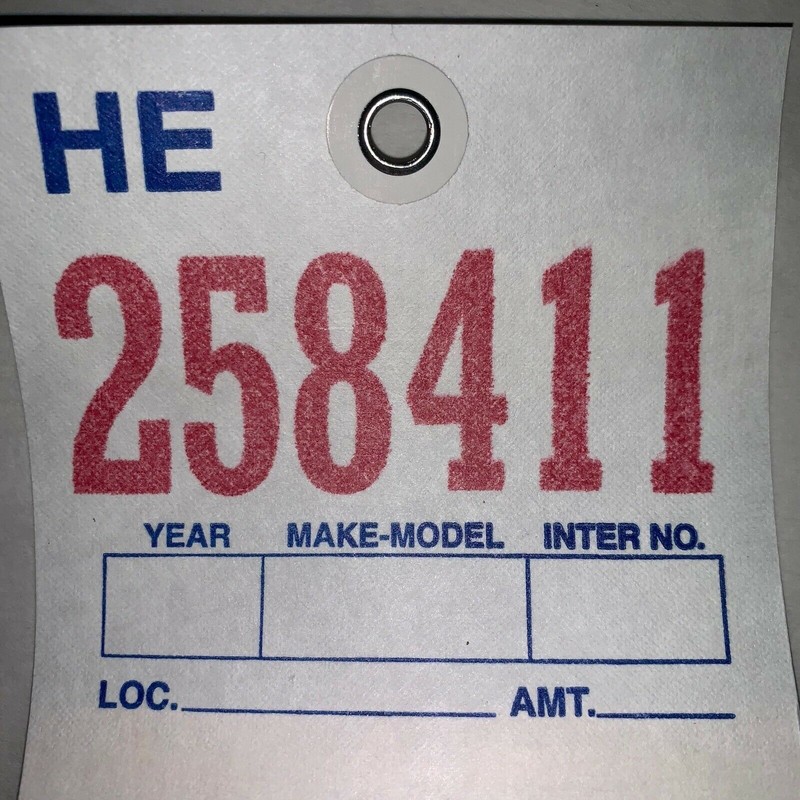 HE
258411
YEAR MAKE-MODEL INTER NO.
LOC. AMT.